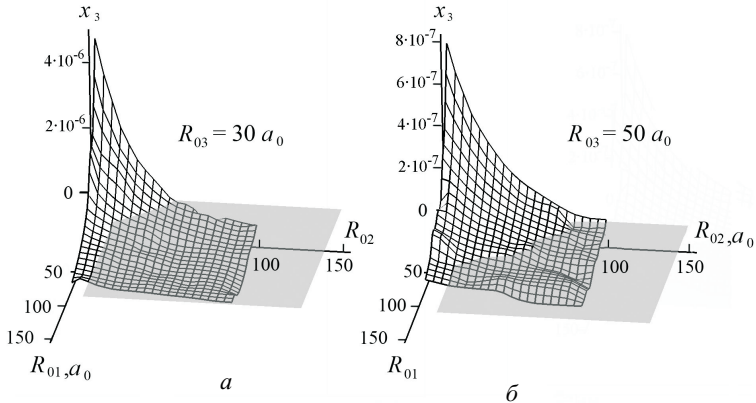 x₃
4·10⁻⁶
2·10⁻⁶
0
50
100
150
R₀₁, a₀
100
150
R₀₂
R₀₃ = 30 a₀
а
x₃
8·10⁻⁷
6·10⁻⁷
4·10⁻⁷
2·10⁻⁷
0
50
100
150
R₀₁
100
150
R₀₂, a₀
R₀₃ = 50 a₀
б